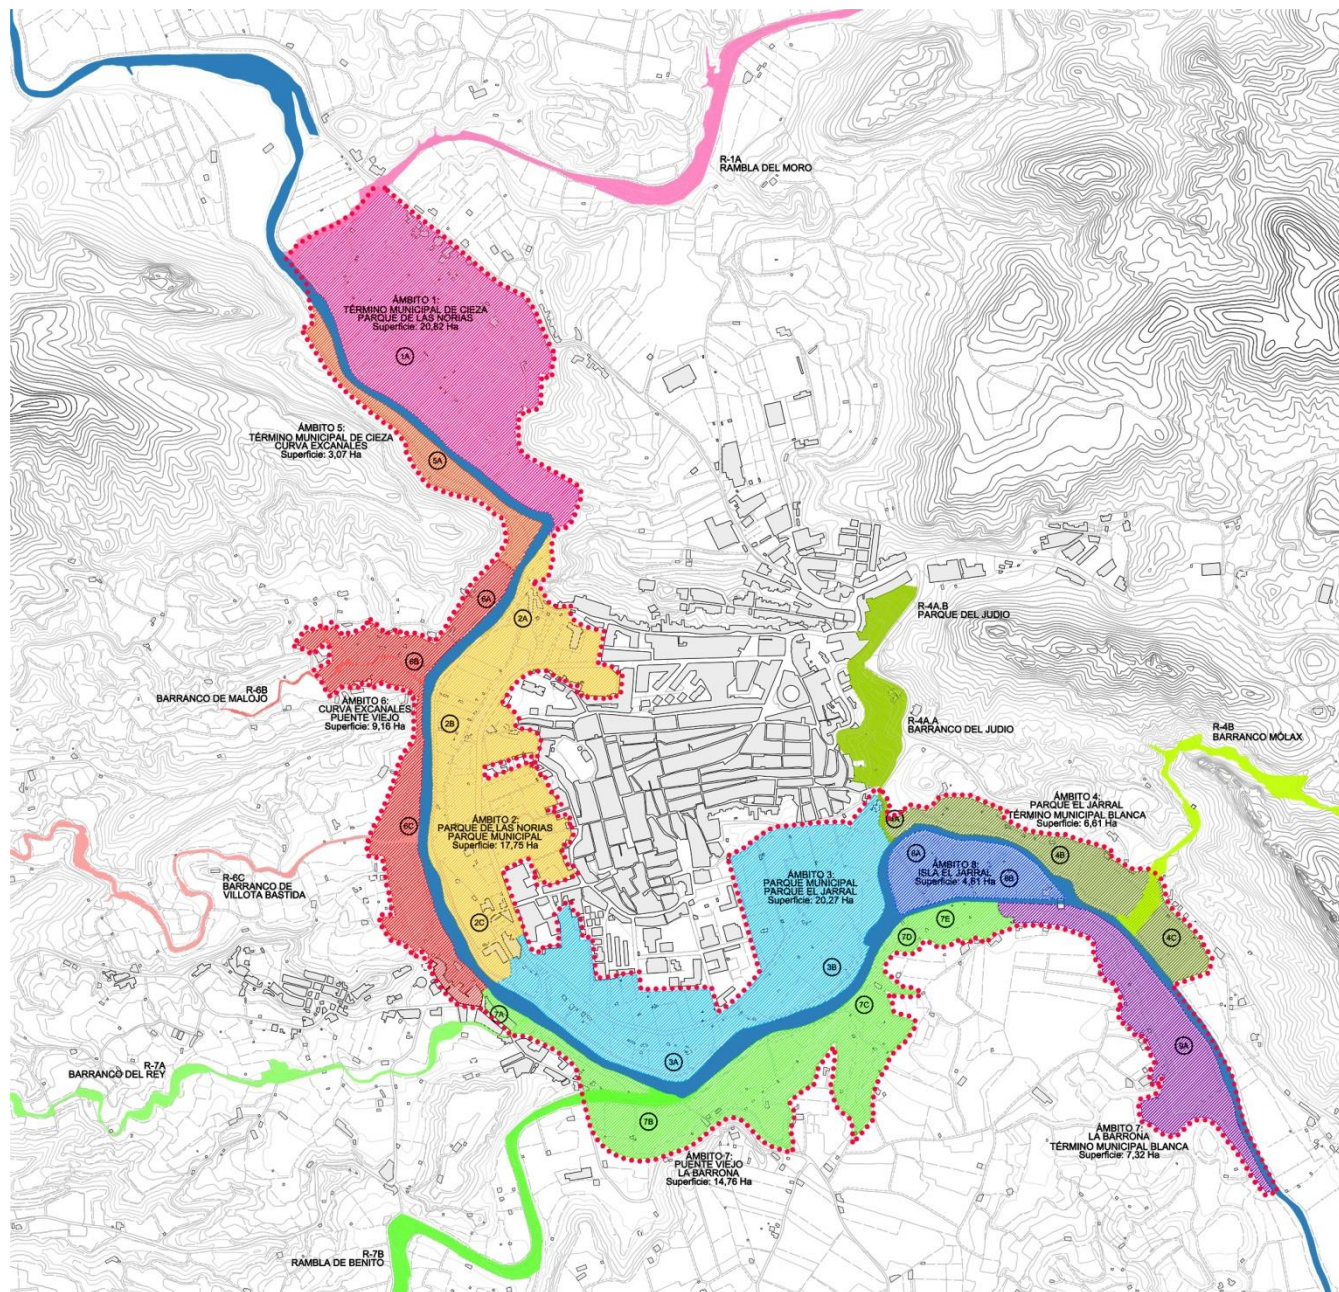 R-1A
RAMBLA DEL MORO
ÁMBITO 1:
TÉRMINO MUNICIPAL DE CIEZA
PARQUE DE LAS NORIAS
Superficie: 20,82 Ha
1A
ÁMBITO 5:
TÉRMINO MUNICIPAL DE CIEZA
CURVA EXCANALES
Superficie: 3,07 Ha
5A
6A
2A
R-4A.B
PARQUE DEL JUDIO
6B
R-6B
BARRANCO DE MALOJO
ÁMBITO 6:
CURVA EXCANALES
PUENTE VIEJO
Superficie: 9,16 Ha
2B
R-4A.A
BARRANCO DEL JUDIO
R-4B
BARRANCO MÓLAX
ÁMBITO 4:
PARQUE EL JARRAL
TÉRMINO MUNICIPAL BLANCA
Superficie: 6,61 Ha
4A
4B
6C
ÁMBITO 2:
PARQUE DE LAS NORIAS
PARQUE MUNICIPAL
Superficie: 17,75 Ha
ÁMBITO 3:
PARQUE MUNICIPAL
PARQUE EL JARRAL
Superficie: 20,27 Ha
ÁMBITO 8:
ISLA EL JARRAL
Superficie: 4,61 Ha
R-6C
BARRANCO DE
VILLOTA BASTIDA
2C
7E
7D
4C
3B
7C
7A
9A
3A
R-7A
BARRANCO DEL REY
7B
ÁMBITO 7:
PUENTE VIEJO
LA BARRONA
Superficie: 14,76 Ha
ÁMBITO 7:
LA BARRONA
TÉRMINO MUNICIPAL BLANCA
Superficie: 7,32 Ha
R-7B
RAMBLA DE BENITO